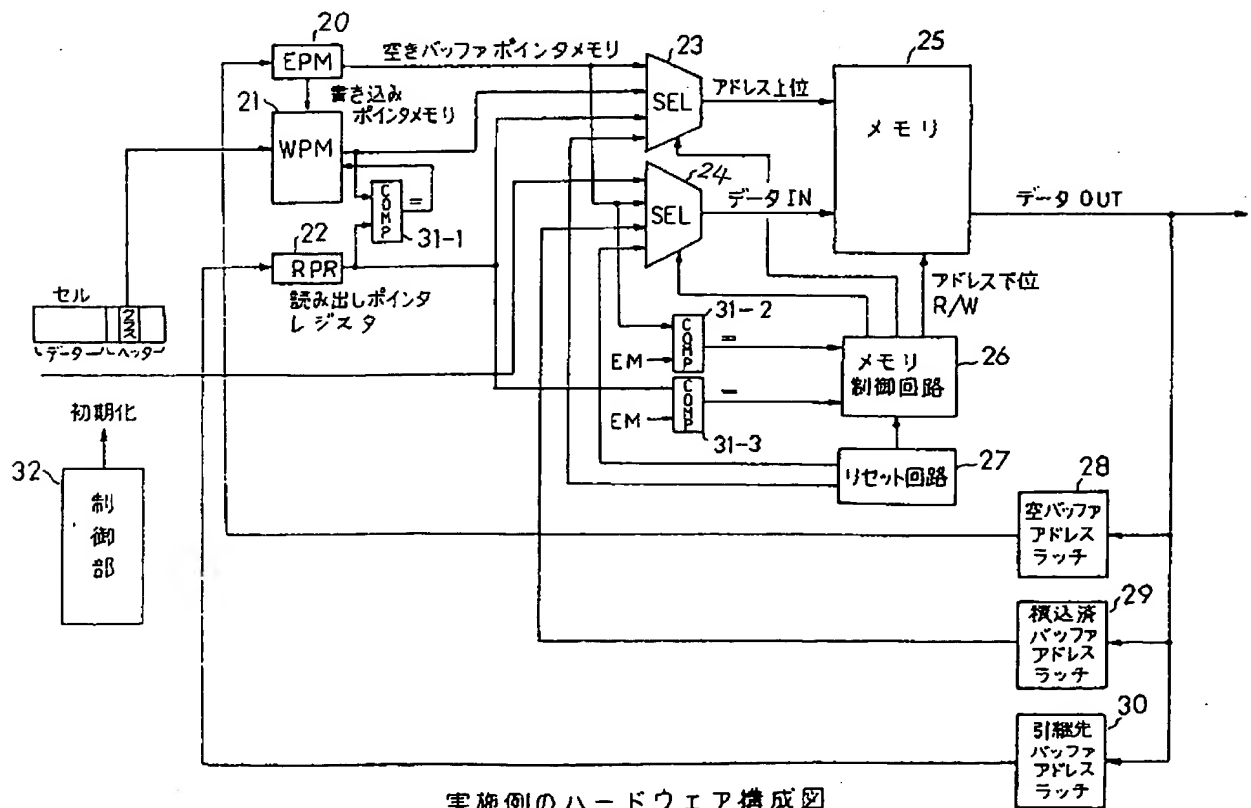 20
EPM
空きバッファポインタメモリ
23
SEL
アドレス上位
25
メモリ
書き込み
ポインタメモリ
21
WPM
COMP
=
31-1
24
SEL
データIN
データOUT
22
RPR
読み出しポインタ
レジスタ
セル
クラス
データ
ヘッダー
アドレス下位
R/W
31-2
COMP
=
EM
メモリ
制御回路
26
COMP
=
EM
31-3
リセット回路
27
初期化
32
制御部
28
空バッファ
アドレス
ラッチ
29
積込済
バッファ
アドレス
ラッチ
30
引継先
バッファ
アドレス
ラッチ
実施例のハードウェア構成図